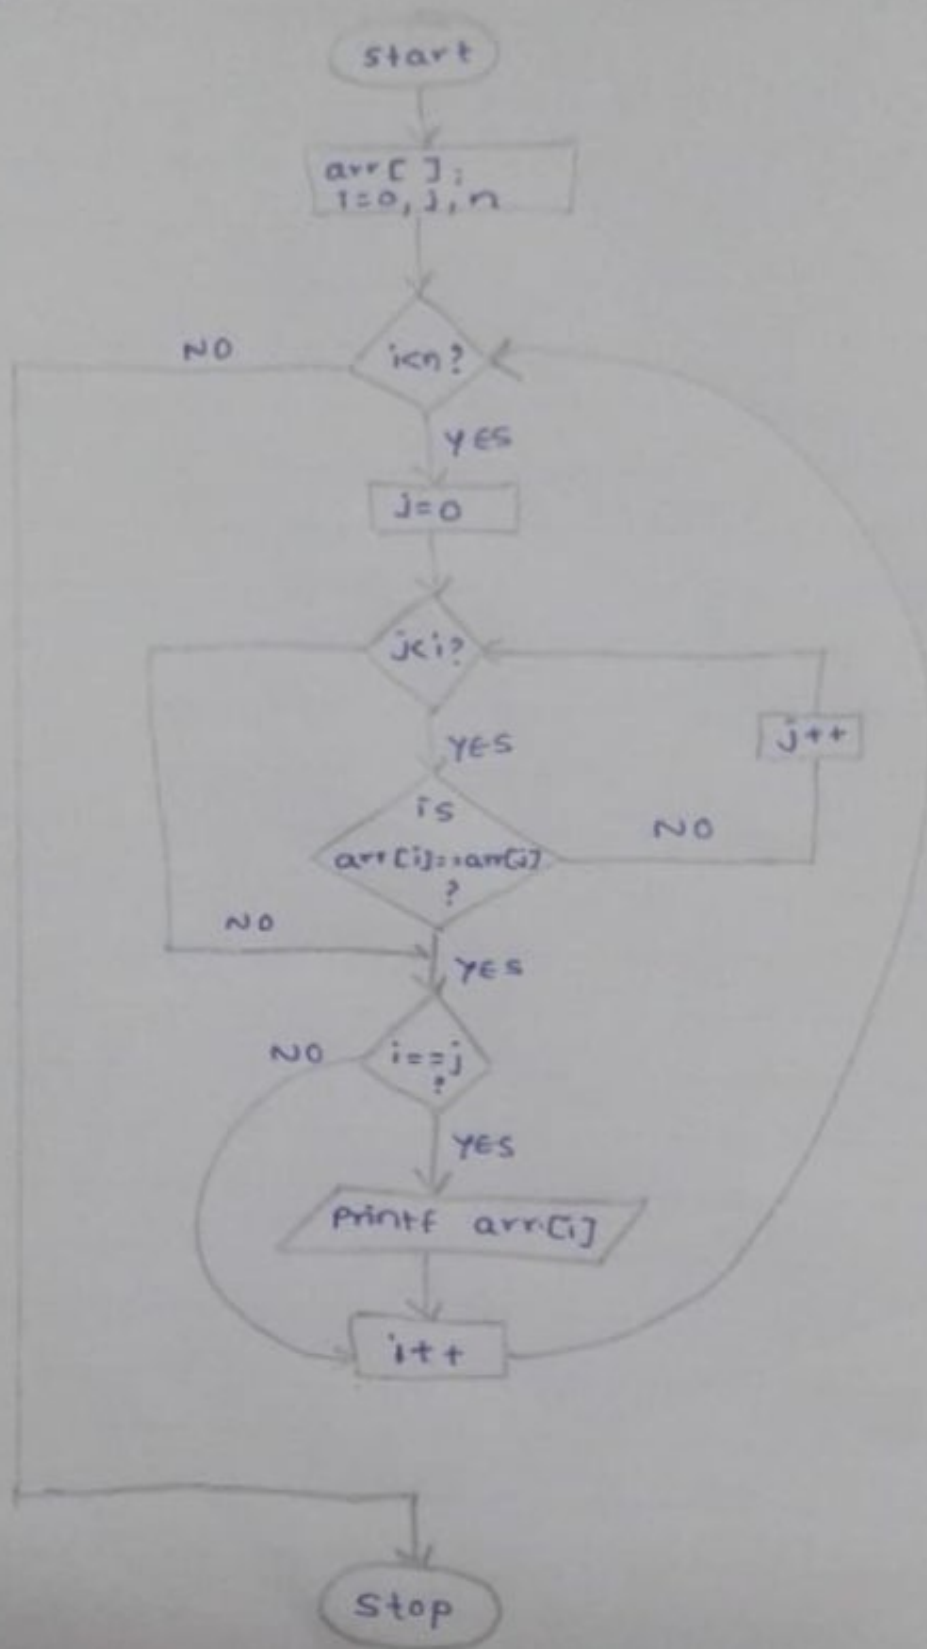 start
arr[ ];
i=0, j, n
NO
i<n?
YES
j=0
j<i?
YES
j++
is
arr[i]==arr[j]
?
NO
NO
YES
NO
i==j
?
YES
printf arr[i]
i++
stop